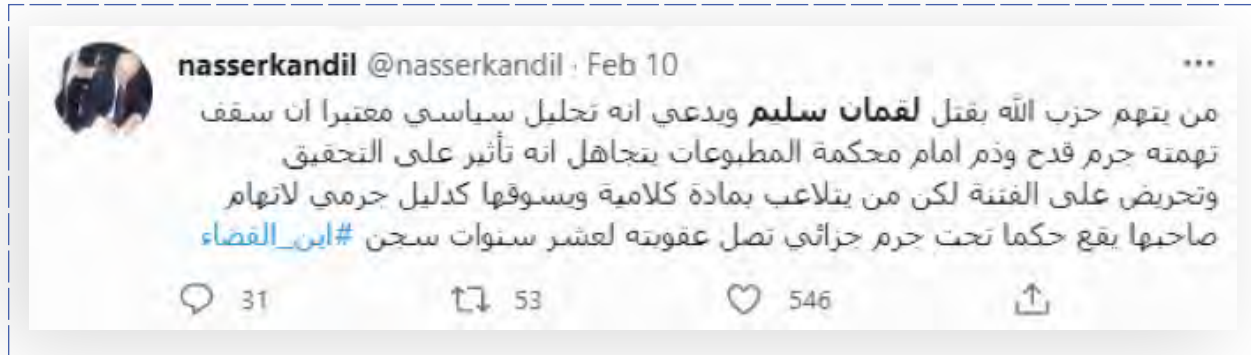 nasserkandil @nasserkandil · Feb 10
من يتهم حزب الله بقتل لقمان سليم ويدعي انه تحليل سياسي معتبرا ان سقف
تهمته جرم قدح وذم امام محكمة المطبوعات يتجاهل انه تأثير على التحقيق
وتحريض على الفتنة لكن من يتلاعب بمادة كلامية ويسوقها كدليل جرمي لاتهام
صاحبها يقع حكما تحت جرم جزائي تصل عقوبته لعشر سنوات سجن #اين_القضاء
31 53 546